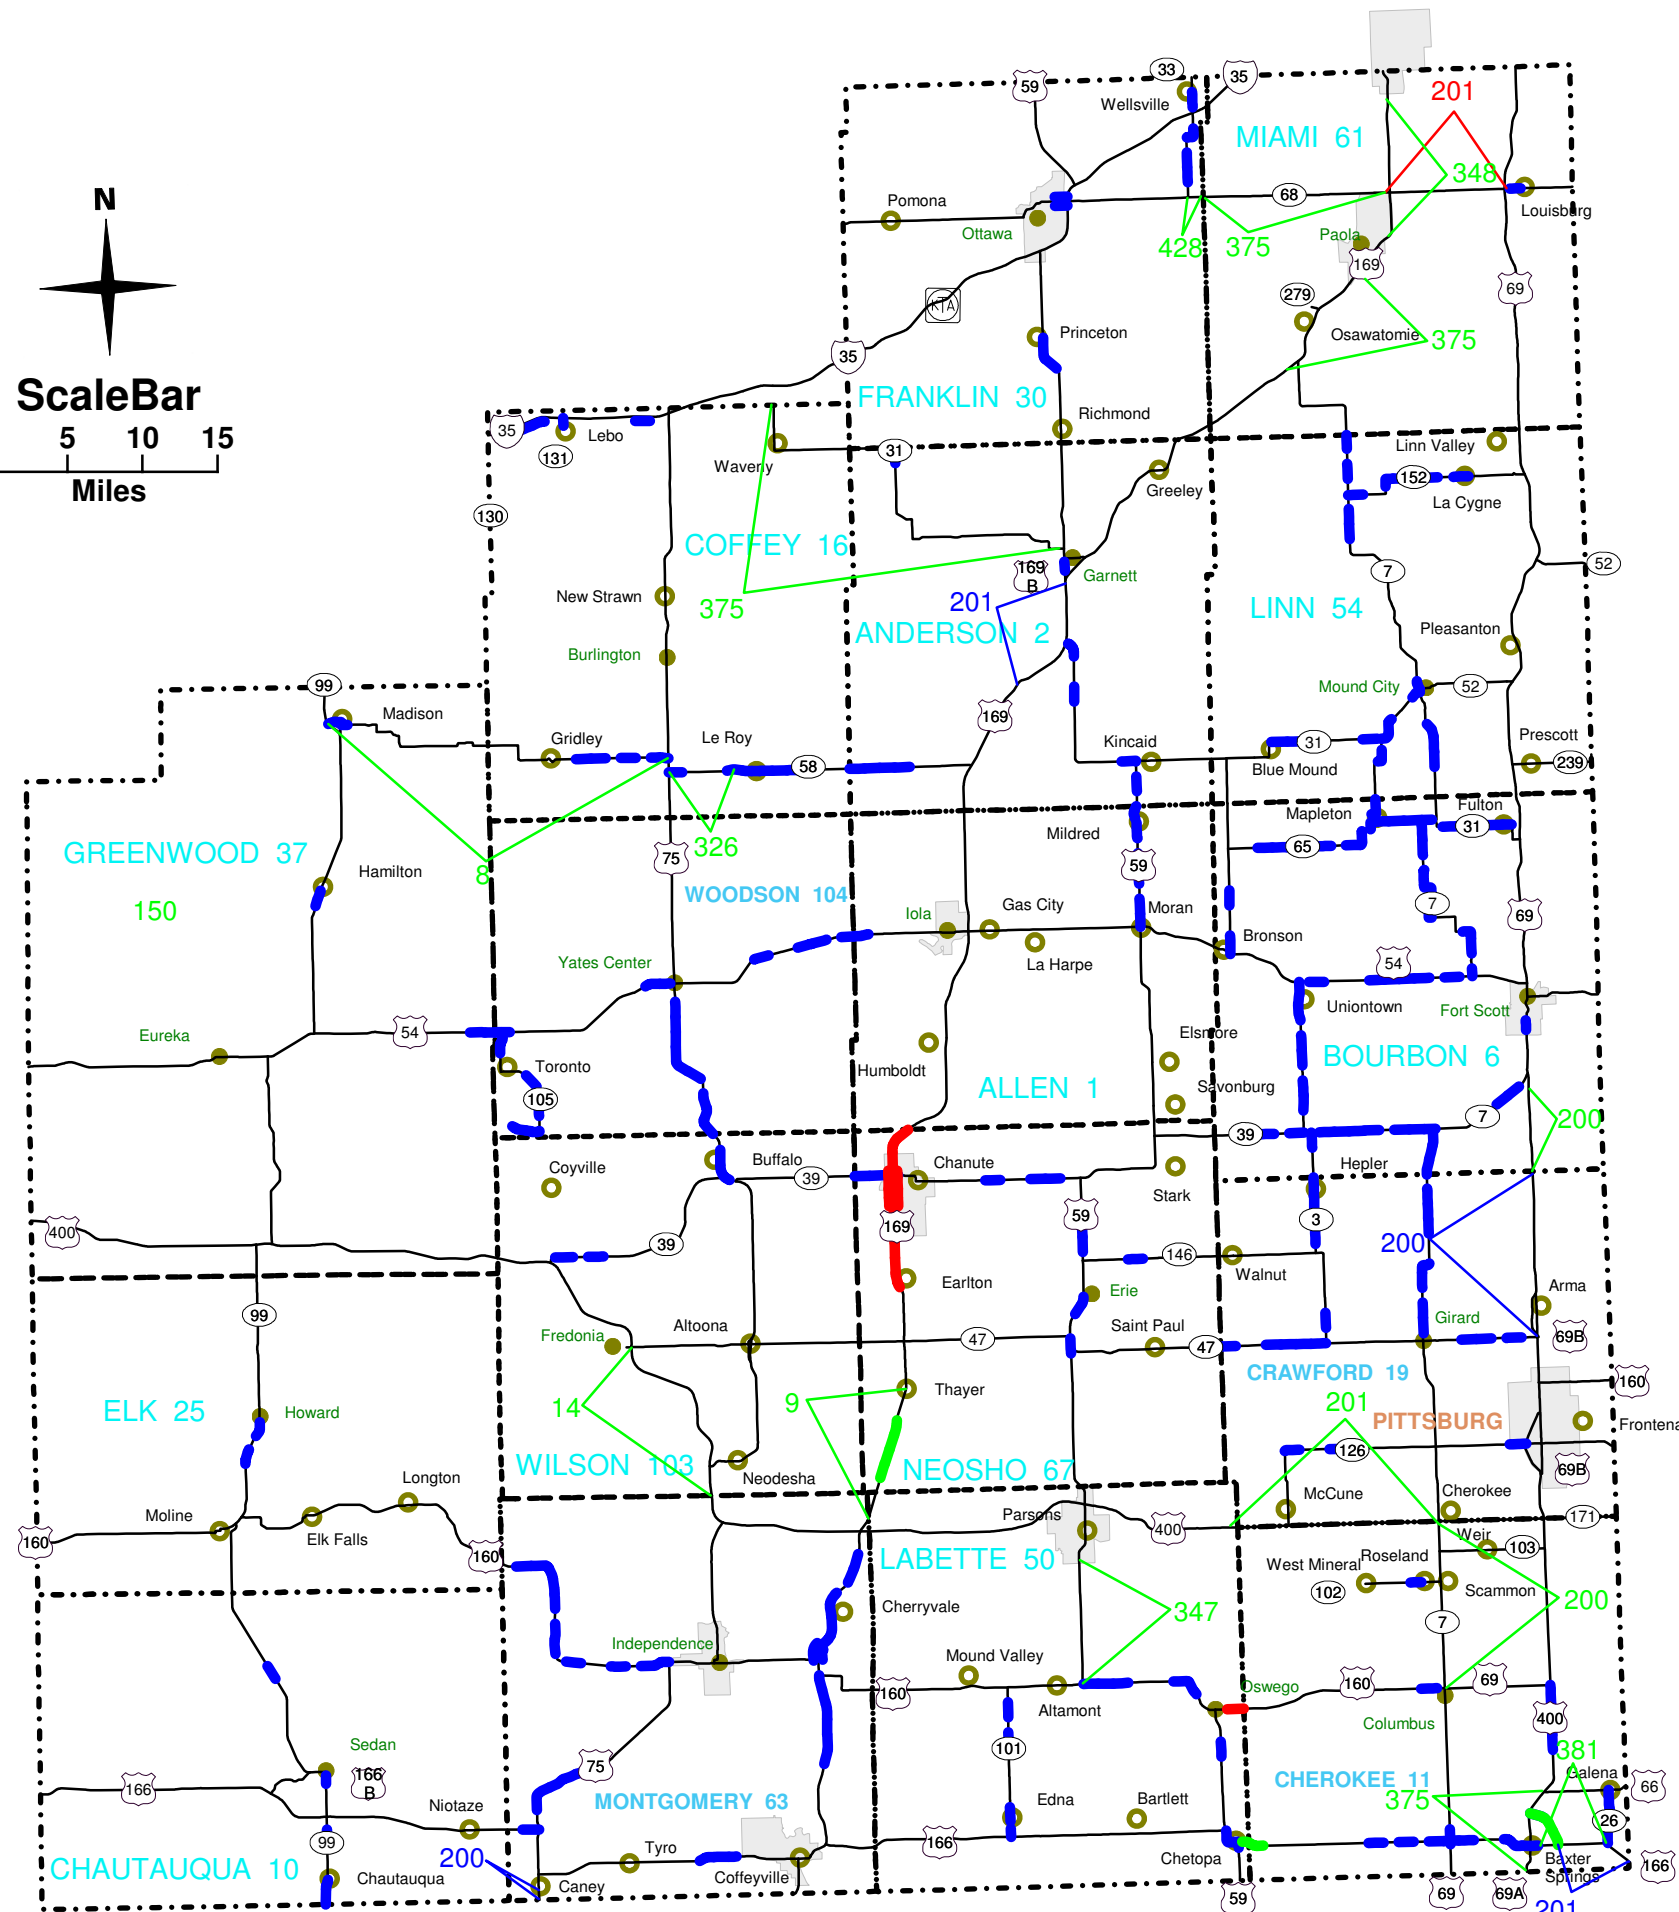 33
35
59
201
Wellsville
MIAMI 61
348
68
Pomona
Louisburg
Ottawa
428
375
Paola
169
N
279
69
KTA
Princeton
Osawatomie
375
35
ScaleBar
5 10 15
Miles
FRANKLIN 30
Richmond
35
Lebo
131
Waverly
31
Linn Valley
Greeley
152
La Cygne
130
COFFEY 16
169
B
Garnett
7
52
New Strawn
375
201
LINN 54
ANDERSON 2
Pleasanton
Burlington
99
Mound City
52
Madison
169
Gridley
Le Roy
Kincaid
31
Prescott
58
Blue Mound
239
Mapleton
Fulton
Mildred
31
326
65
GREENWOOD 37
75
8
Hamilton
59
WOODSON 104
150
Iola
Gas City
Moran
7
69
Bronson
Yates Center
La Harpe
54
Uniontown
Fort Scott
54
Eureka
Elsmore
Toronto
Humboldt
BOURBON 6
ALLEN 1
Savonburg
105
7
200
39
Coyville
Buffalo
39
Chanute
Hepler
Stark
400
169
59
3
39
146
200
Walnut
Earlton
Erie
Arma
99
Saint Paul
Girard
Fredonia
Altoona
47
47
69B
CRAWFORD 19
160
Thayer
14
9
201
ELK 25
Howard
PITTSBURG
Frontena
126
WILSON 103
NEOSHO 67
69B
Longton
Neodesha
McCune
Cherokee
Moline
Parsons
171
Elk Falls
400
160
160
Weir
103
LABETTE 50
West Mineral
Roseland
102
Scammon
Cherryvale
347
200
7
Independence
Mound Valley
160
Altamont
Oswego
160
69
Columbus
400
Sedan
101
381
166
B
75
CHEROKEE 11
Galena
66
166
MONTGOMERY 63
Edna
Bartlett
375
Niotaze
26
99
166
Tyro
Chetopa
CHAUTAUQUA 10
200
Coffeyville
Baxter
Springs
166
Chautauqua
Caney
59
69
69A
201